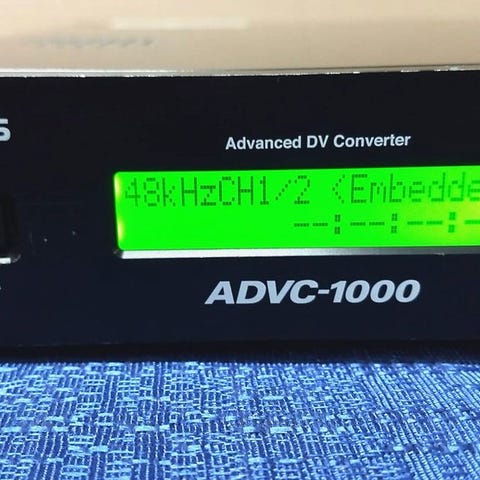 S
Advanced DV Converter
48kHzCH1/2 <Embedde
--:--:--:-
ADVC-1000